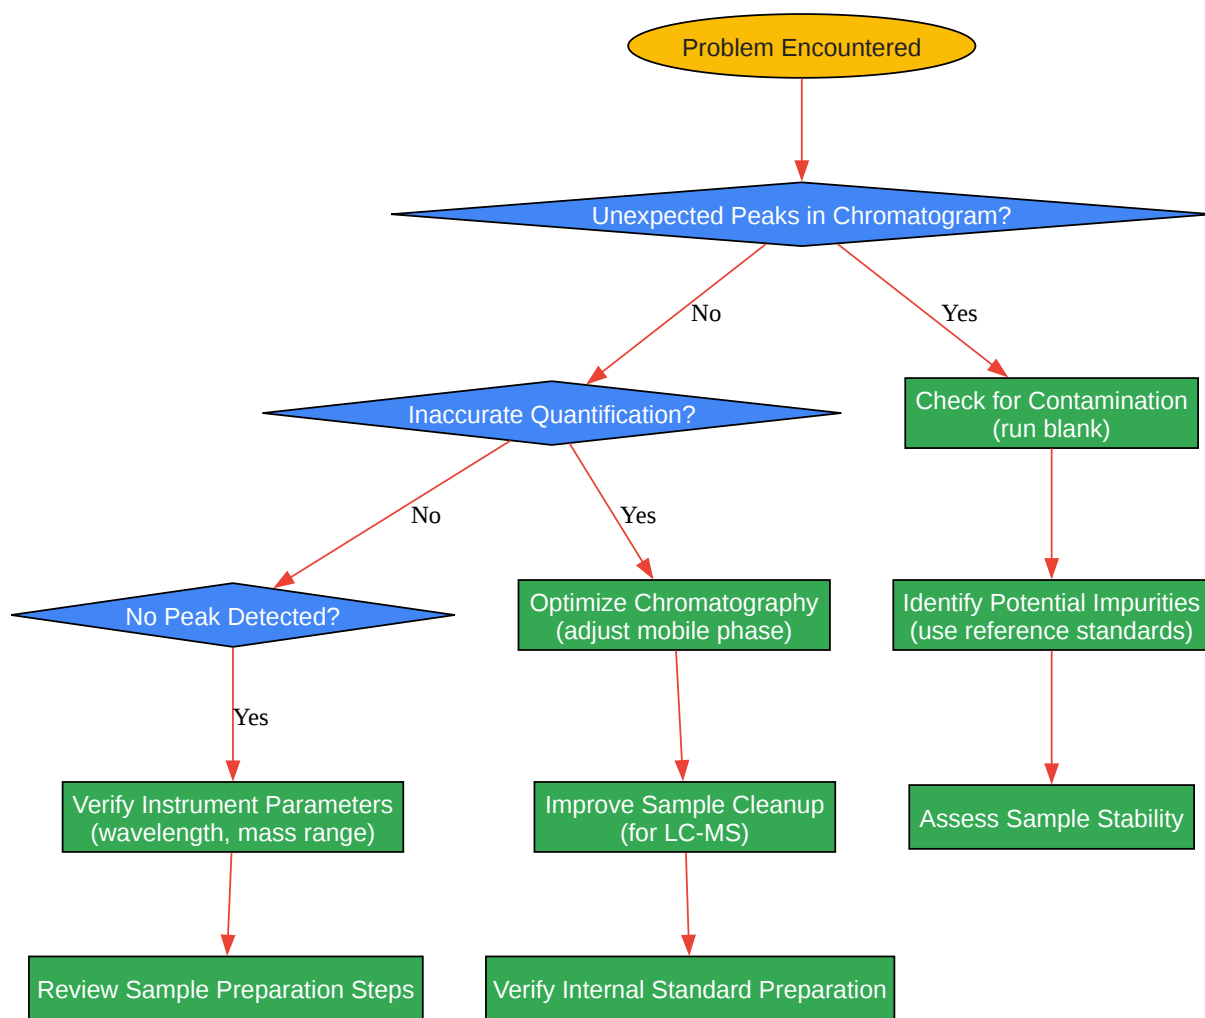 Problem Encountered
Unexpected Peaks in Chromatogram?
No
Yes
Inaccurate Quantification?
Check for Contamination
(run blank)
No
Yes
No Peak Detected?
Optimize Chromatography
(adjust mobile phase)
Identify Potential Impurities
(use reference standards)
Yes
Verify Instrument Parameters
(wavelength, mass range)
Improve Sample Cleanup
(for LC-MS)
Assess Sample Stability
Review Sample Preparation Steps
Verify Internal Standard Preparation